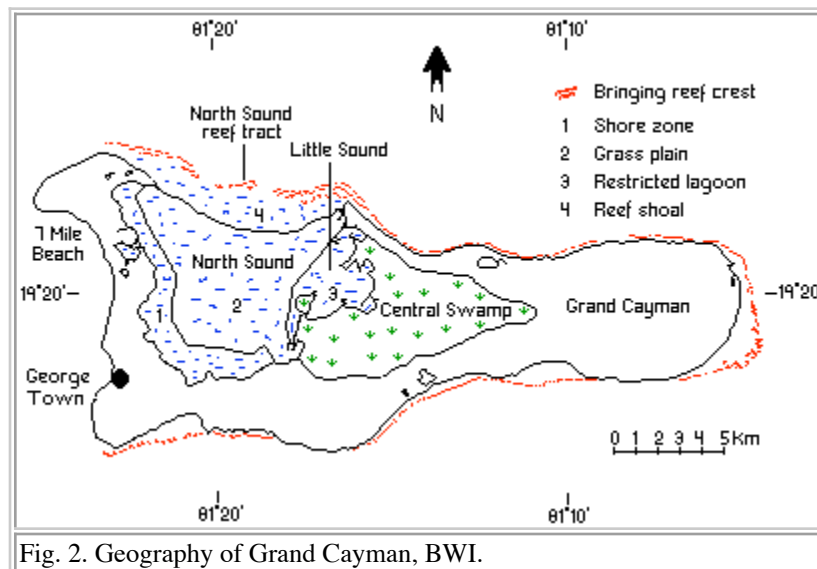 81°20'
81°10'
N
Bringing reef crest
1 Shore zone
2 Grass plain
3 Restricted lagoon
4 Reef shoal
North Sound
reef tract
Little Sound
4
7 Mile
Beach
North Sound
19°20'
3
1
2
Central Swamp
Grand Cayman
19°20'
George
Town
0 1 2 3 4 5Km
81°20'
81°10'
Fig. 2. Geography of Grand Cayman, BWI.